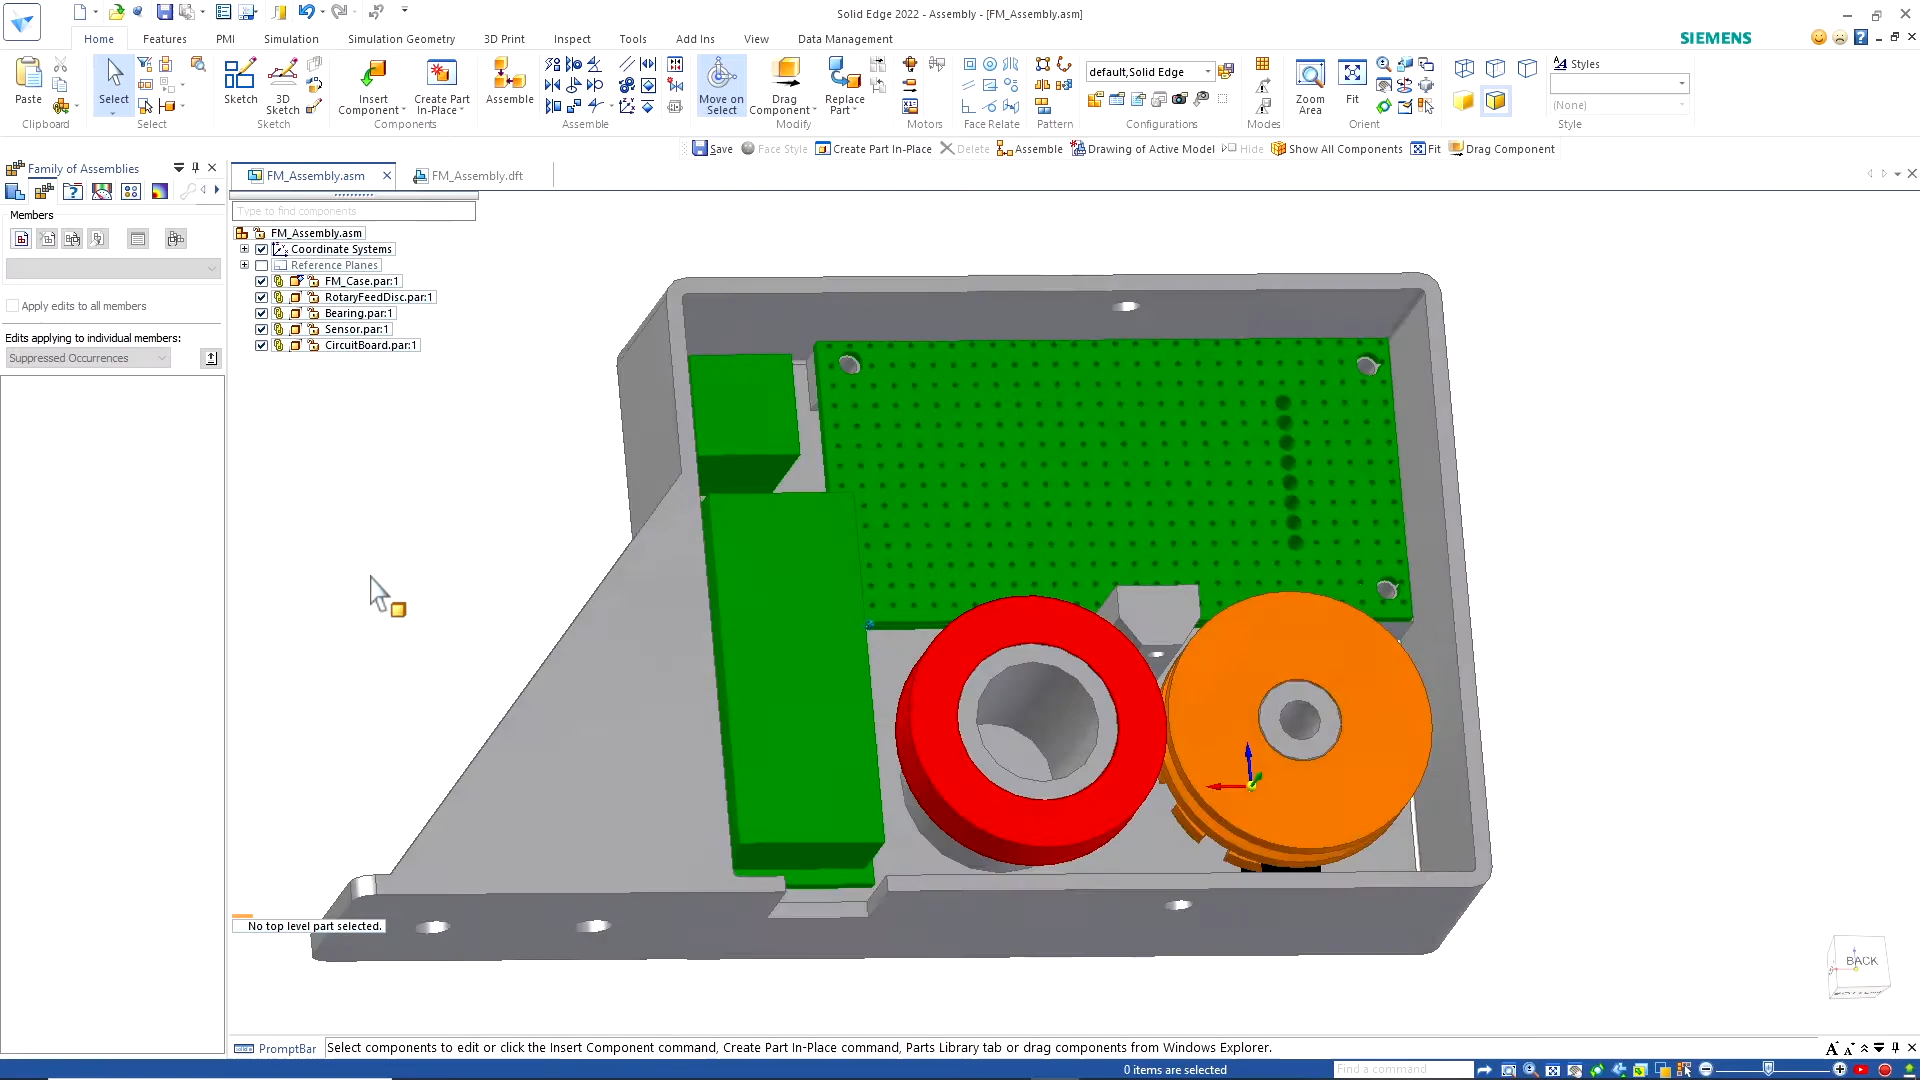 Solid Edge 2022 - Assembly - [FM_Assembly.asm]
Home
Features
PMI
Simulation
Simulation Geometry
3D Print
Inspect
Tools
Add Ins
View
Data Management
SIEMENS
Paste
Clipboard
Select
Select
Sketch
3D Sketch
Sketch
Insert Component
Create Part In-Place
Components
Assemble
Assemble
Move on Select
Drag Component
Replace Part
Modify
Motors
Face Relate
Pattern
default,Solid Edge
Configurations
Modes
Zoom Area
Fit
Orient
Styles
(None)
Style
Save
Face Style
Create Part In-Place
Delete
Assemble
Drawing of Active Model
Hide
Show All Components
Fit
Drag Component
Family of Assemblies
FM_Assembly.asm
FM_Assembly.dft
Members
Apply edits to all members
Edits applying to individual members:
Suppressed Occurrences
Type to find components
FM_Assembly.asm
Coordinate Systems
Reference Planes
FM_Case.par:1
RotaryFeedDisc.par:1
Bearing.par:1
Sensor.par:1
CircuitBoard.par:1
No top level part selected.
BACK
PromptBar
Select components to edit or click the Insert Component command, Create Part In-Place command, Parts Library tab or drag components from Windows Explorer.
0 items are selected
Find a command